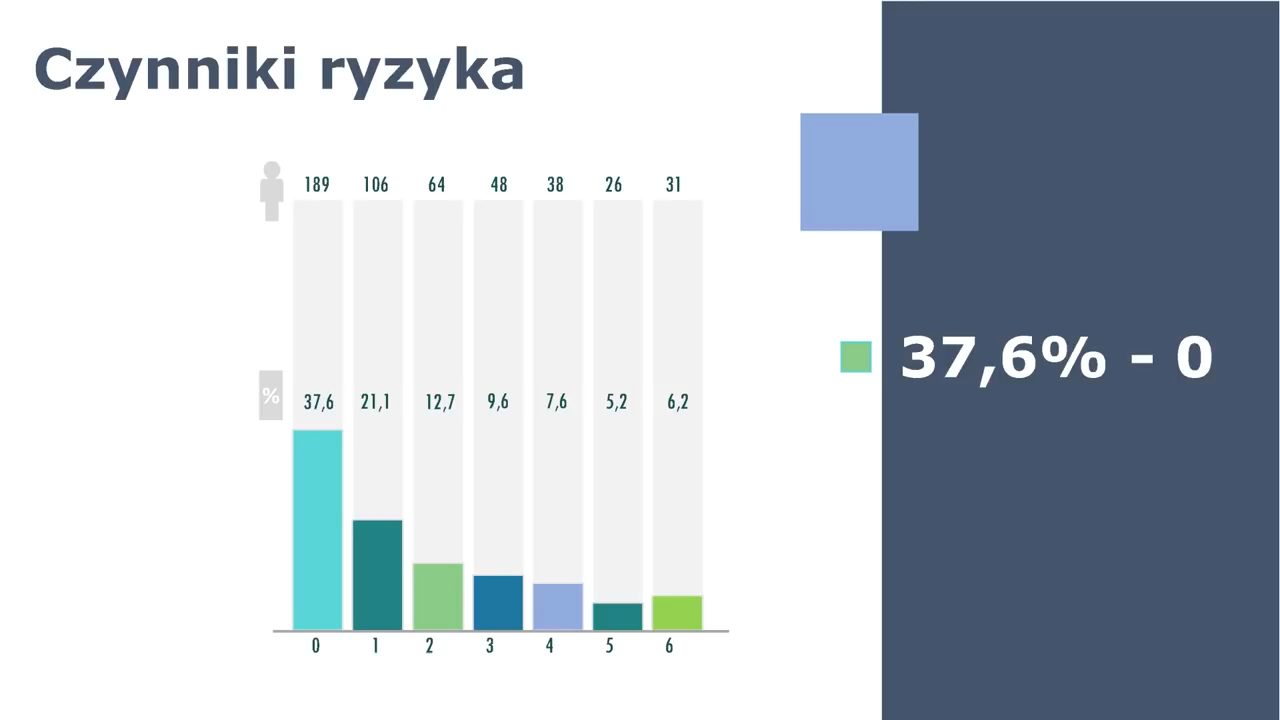 Czynniki ryzyka
189 106 64 48 38 26 31
% 37,6 21,1 12,7 9,6 7,6 5,2 6,2
37,6% - 0
0 1 2 3 4 5 6